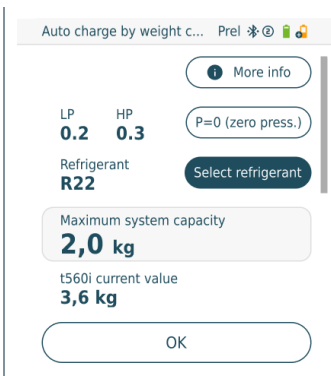 Auto charge by weight c... Prel
More info
LP HP
0.2 0.3
P=0 (zero press.)
Refrigerant
R22
Select refrigerant
Maximum system capacity
2,0 kg
t560i current value
3,6 kg
OK